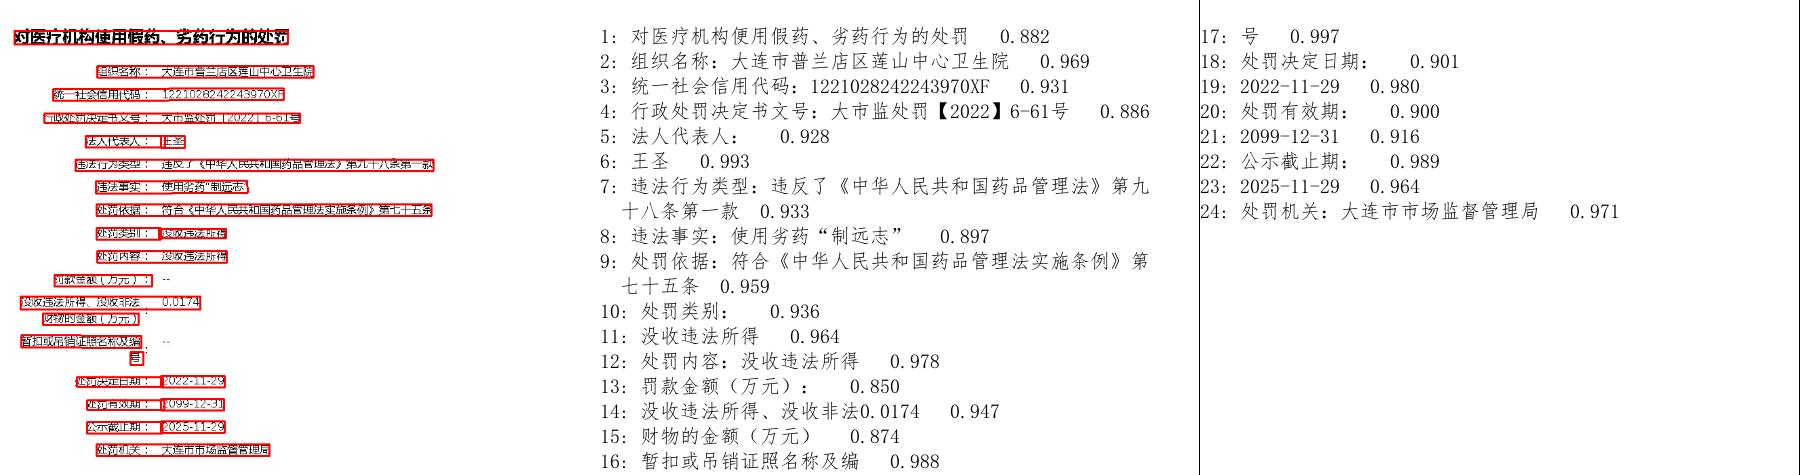 对医疗机构使用假药、劣药行为的处罚
组织名称： 大连市普兰店区莲山中心卫生院
统一社会信用代码： 1221028242243970XF
行政处罚决定书文号： 大市监处罚【2022】6-61号
法人代表人： 王圣
违法行为类型： 违反了《中华人民共和国药品管理法》第九十八条第一款
违法事实： 使用劣药“制远志”
处罚依据： 符合《中华人民共和国药品管理法实施条例》第七十五条
处罚类别： 没收违法所得
处罚内容： 没收违法所得
罚款金额（万元）： --
没收违法所得、没收非法 0.0174
财物的金额（万元）：
暂扣或吊销证照名称及编 --
号：
处罚决定日期： 2022-11-29
处罚有效期： 2099-12-31
公示截止期： 2025-11-29
处罚机关： 大连市市场监督管理局
1: 对医疗机构便用假药、劣药行为的处罚 0.882
2: 组织名称：大连市普兰店区莲山中心卫生院 0.969
3: 统一社会信用代码：1221028242243970XF 0.931
4: 行政处罚决定书文号：大市监处罚【2022】6-61号 0.886
5: 法人代表人： 0.928
6: 王圣 0.993
7: 违法行为类型：违反了《中华人民共和国药品管理法》第九
十八条第一款 0.933
8: 违法事实：使用劣药“制远志” 0.897
9: 处罚依据：符合《中华人民共和国药品管理法实施条例》第
七十五条 0.959
10: 处罚类别： 0.936
11: 没收违法所得 0.964
12: 处罚内容：没收违法所得 0.978
13: 罚款金额（万元）： 0.850
14: 没收违法所得、没收非法0.0174 0.947
15: 财物的金额（万元） 0.874
16: 暂扣或吊销证照名称及编 0.988
17: 号 0.997
18: 处罚决定日期： 0.901
19: 2022-11-29 0.980
20: 处罚有效期： 0.900
21: 2099-12-31 0.916
22: 公示截止期： 0.989
23: 2025-11-29 0.964
24: 处罚机关：大连市市场监督管理局 0.971